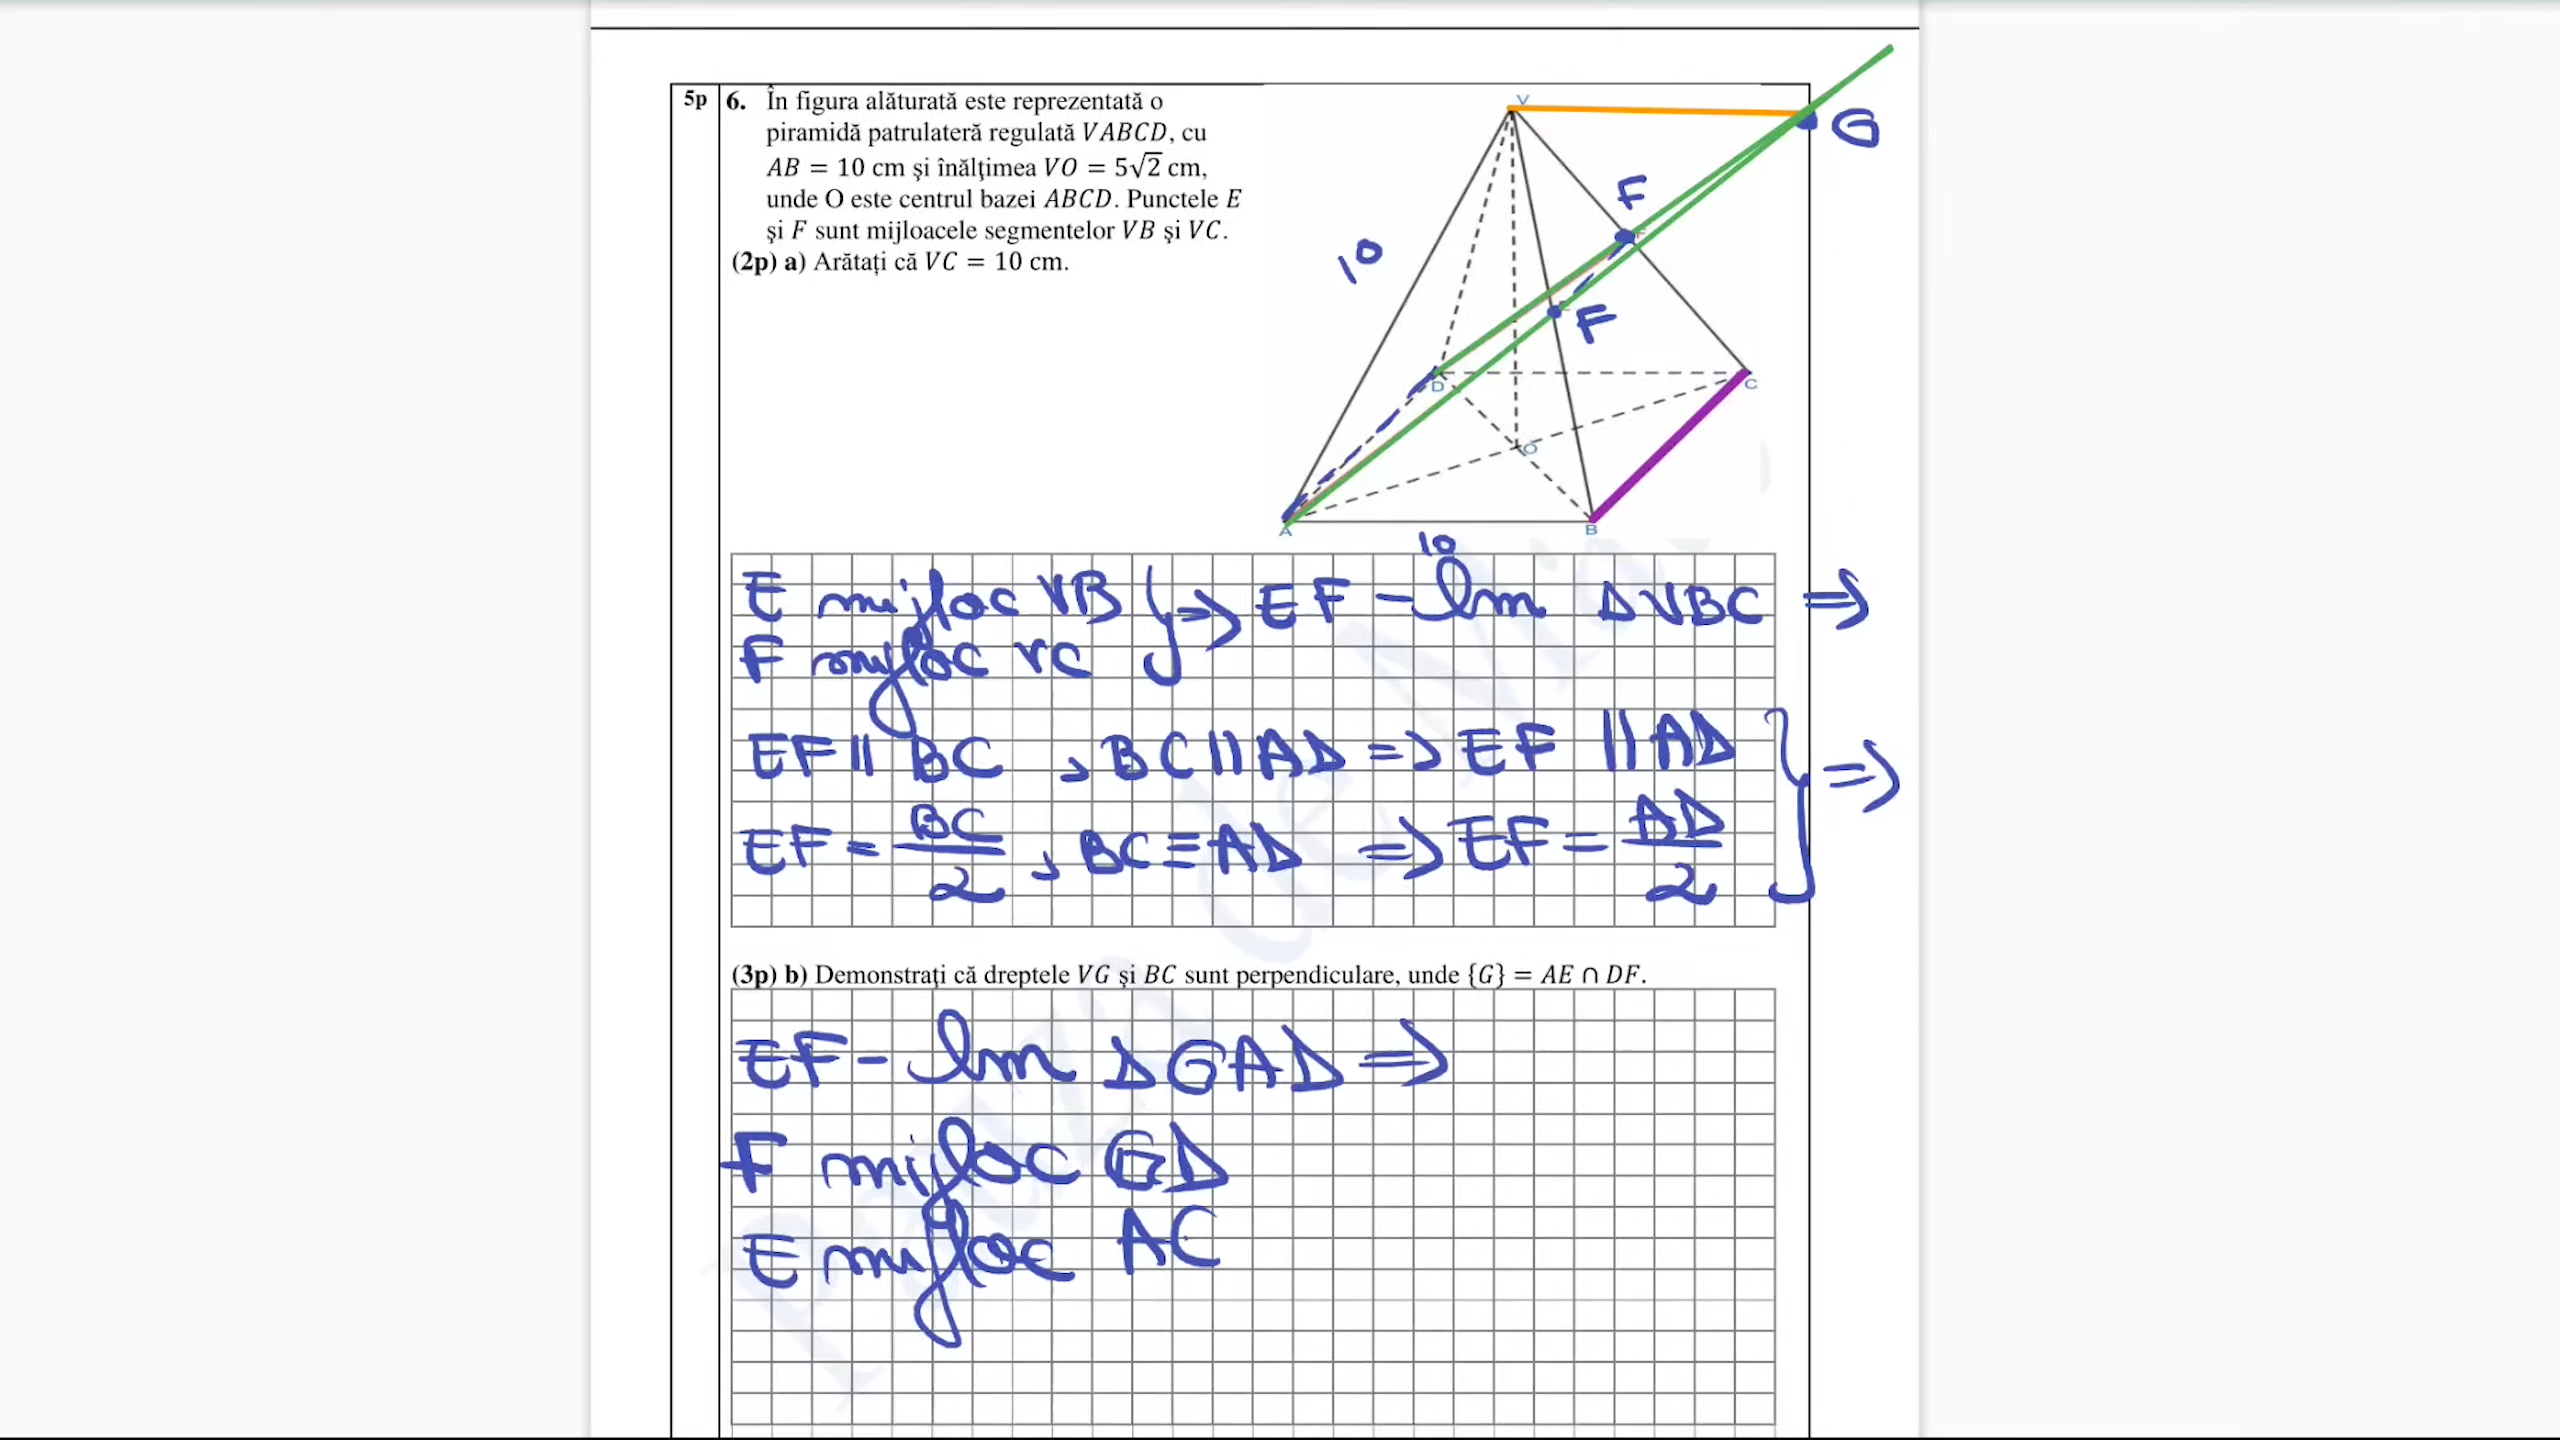 5p 6. În figura alăturată este reprezentată o
piramidă patrulateră regulată VABCD, cu
AB = 10 cm şi înălţimea VO = 5√2 cm,
unde O este centrul bazei ABCD. Punctele E
şi F sunt mijloacele segmentelor VB şi VC.
(2p) a) Arătați că VC = 10 cm.
V
G
F
10
F
D
C
O
A
B
10
E mijloc VB } => EF - lm Δ VBC =>
F mijloc VC
EF || BC , BC || AD => EF || AD } =>
EF = BC/2 , BC ≡ AD => EF = AD/2
(3p) b) Demonstrați că dreptele VG şi BC sunt perpendiculare, unde {G} = AE ∩ DF.
EF - lm Δ GAD =>
F mijloc GD
E mijloc AC